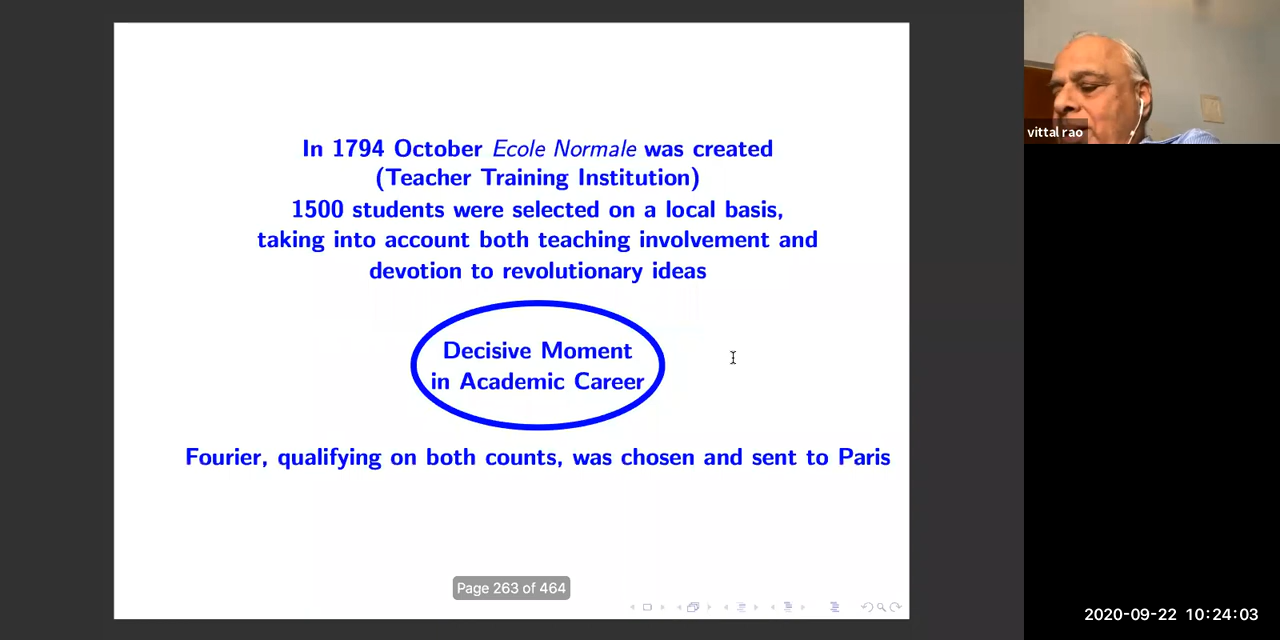 In 1794 October Ecole Normale was created
(Teacher Training Institution)
1500 students were selected on a local basis,
taking into account both teaching involvement and
devotion to revolutionary ideas
Decisive Moment
in Academic Career
Fourier, qualifying on both counts, was chosen and sent to Paris
Page 263 of 464
vittal rao
2020-09-22 10:24:03